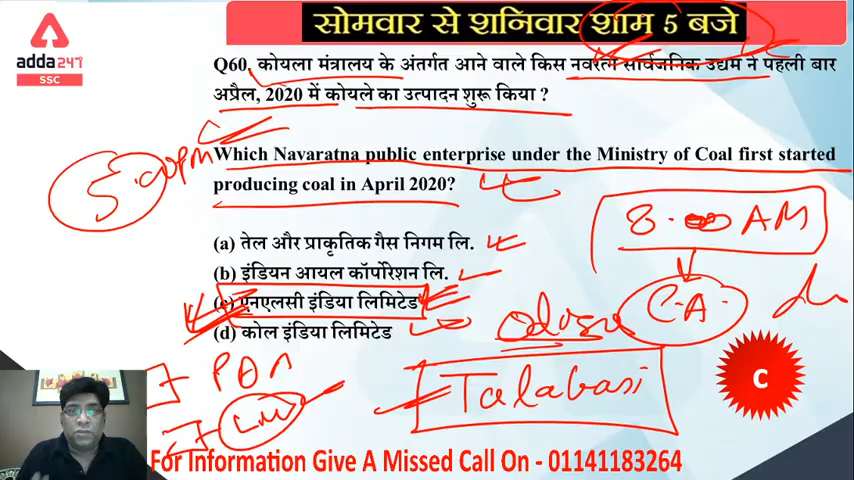 सोमवार से शनिवार शाम 5 बजे
adda247
SSC
Q60. कोयला मंत्रालय के अंतर्गत आने वाले किस नवरत्न सार्वजनिक उद्यम ने पहली बार
अप्रैल, 2020 में कोयले का उत्पादन शुरू किया ?
5.00pm
Which Navaratna public enterprise under the Ministry of Coal first started
producing coal in April 2020?
8.00 AM
(a) तेल और प्राकृतिक गैस निगम लि.
(b) इंडियन आयल कॉर्पोरेशन लि.
(c) एनएलसी इंडिया लिमिटेड
(d) कोल इंडिया लिमिटेड
C.A.
Talabasi
C
For Information Give A Missed Call On - 01141183264